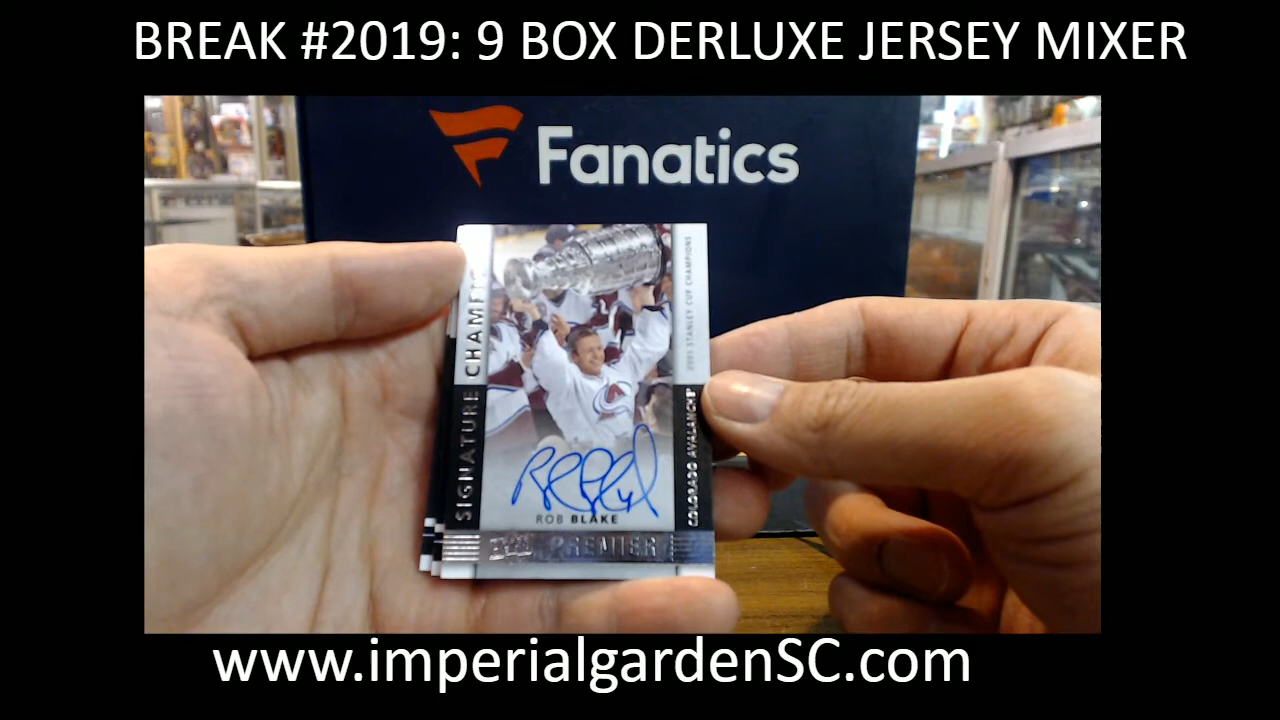 BREAK #2019: 9 BOX DERLUXE JERSEY MIXER
Fanatics
SIGNATURE CHAMPIONS
2001 STANLEY CUP CHAMPIONS
COLORADO AVALANCHE
ROB BLAKE
PREMIER
www.imperialgardenSC.com